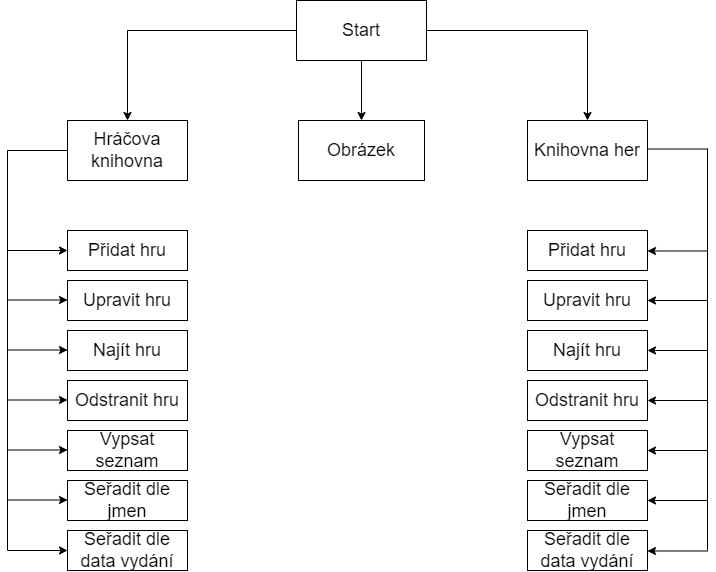 Start
Hráčova
knihovna
Obrázek
Knihovna her
Přidat hru
Upravit hru
Najít hru
Odstranit hru
Vypsat
seznam
Seřadit dle
jmen
Seřadit dle
data vydání
Přidat hru
Upravit hru
Najít hru
Odstranit hru
Vypsat
seznam
Seřadit dle
jmen
Seřadit dle
data vydání